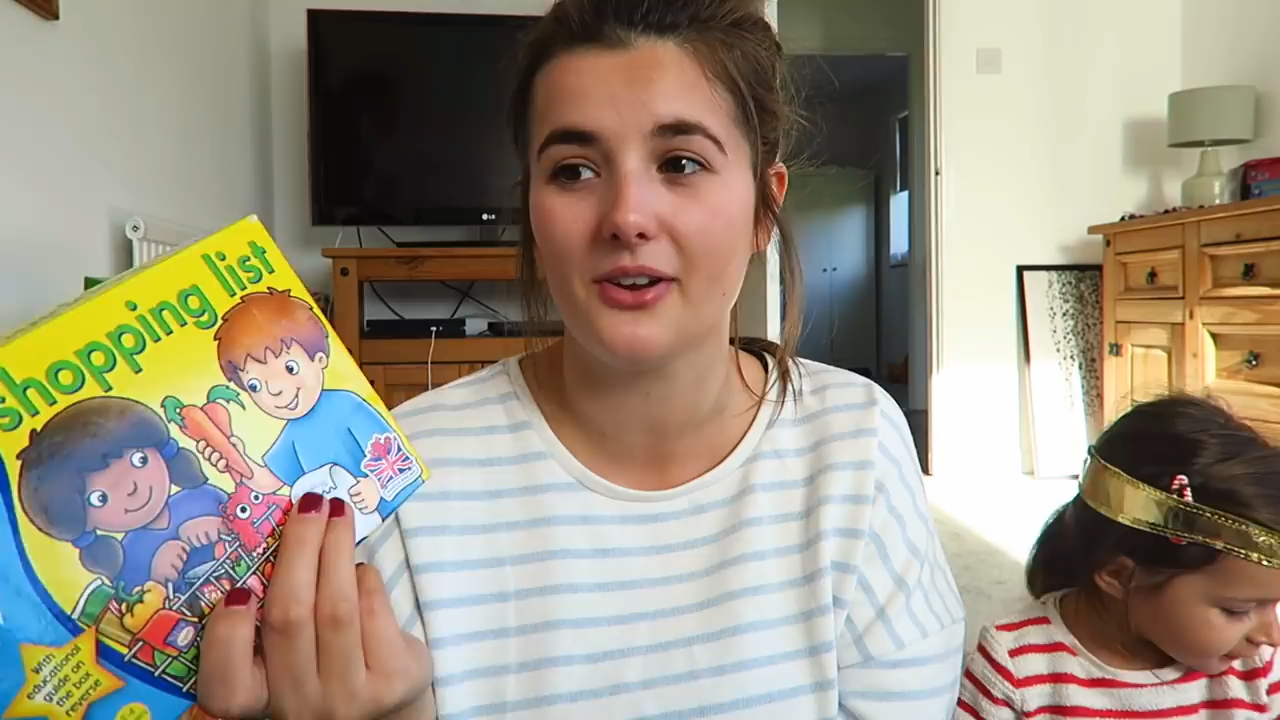 shopping list
With
educational
guide on
the box
reverse
LG